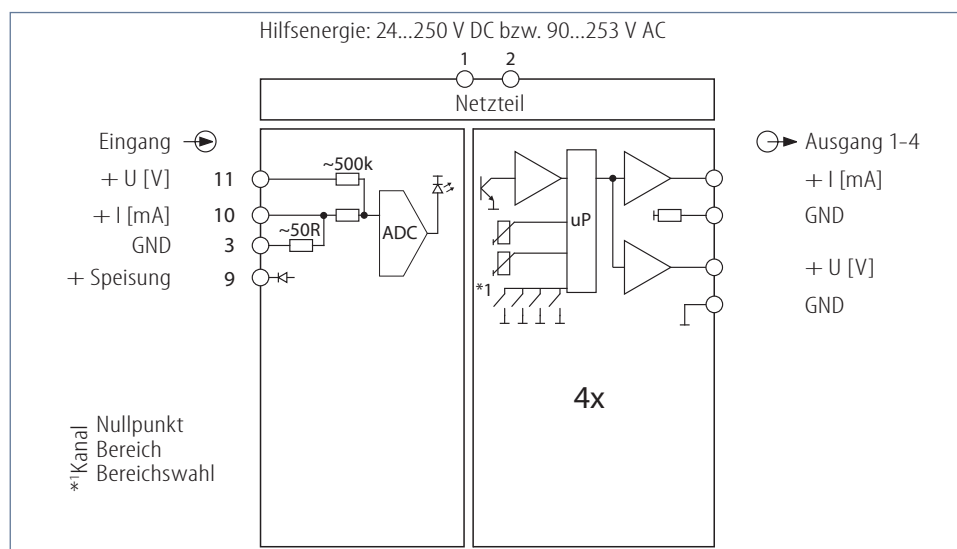 Hilfsenergie: 24...250 V DC bzw. 90...253 V AC
1 2
Netzteil
Eingang
+ U [V] 11
+ I [mA] 10
GND 3
+ Speisung 9
~500k
~50R
ADC
uP
*1
4x
Ausgang 1-4
+ I [mA]
GND
+ U [V]
GND
*1Kanal
Nullpunkt
Bereich
Bereichswahl